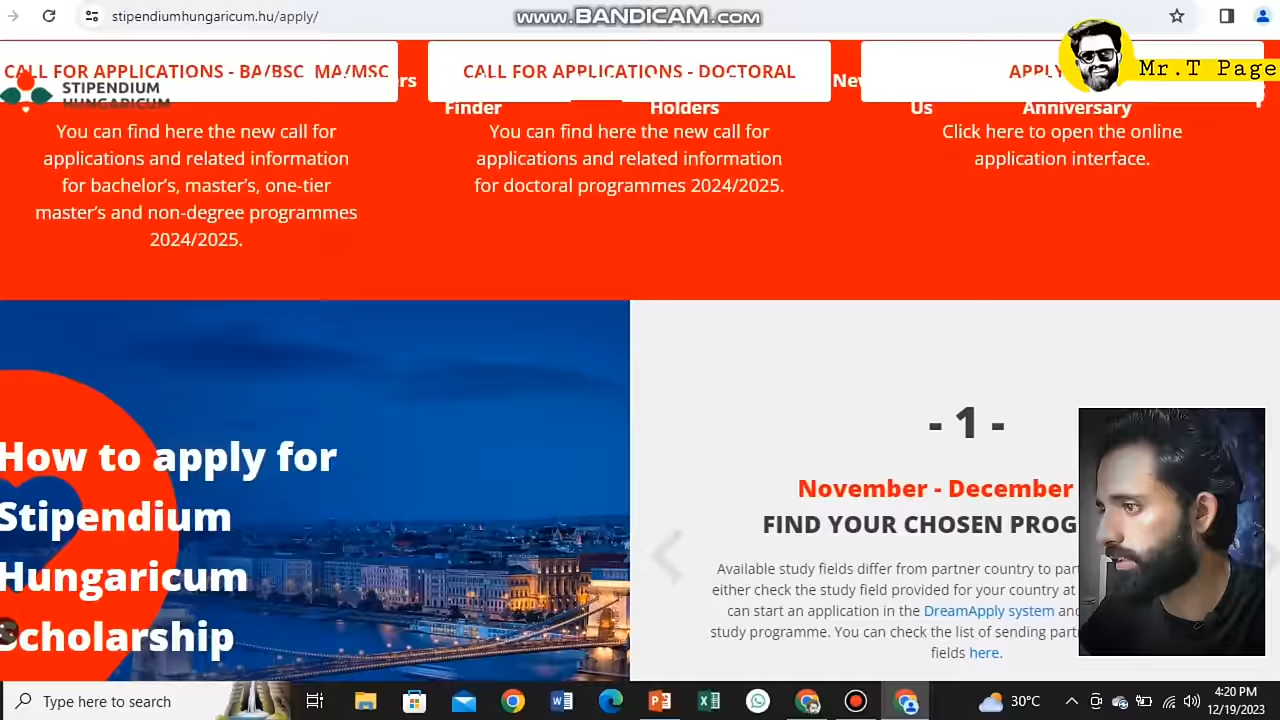 stipendiumhungaricum.hu/apply/
www.BANDICAM.com
Mr.T Page
STIPENDIUM
HUNGARICUM
CALL FOR APPLICATIONS - BA/BSC MA/MSC
CALL FOR APPLICATIONS - DOCTORAL
APPLY
Finder
Holders
Us
Anniversary
You can find here the new call for
applications and related information
for bachelor’s, master’s, one-tier
master’s and non-degree programmes
2024/2025.
You can find here the new call for
applications and related information
for doctoral programmes 2024/2025.
Click here to open the online
application interface.
How to apply for
Stipendium
Hungaricum
Scholarship
- 1 -
November - December
FIND YOUR CHOSEN PROG
Available study fields differ from partner country to par
either check the study field provided for your country at
can start an application in the DreamApply system and
study programme. You can check the list of sending part
fields here.
Type here to search
30°C
4:20 PM
12/19/2023